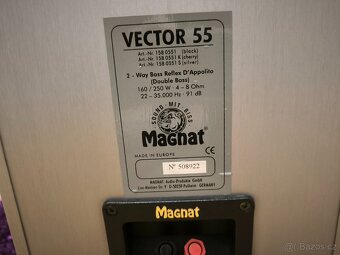 VECTOR 55
Art.-Nr. 158 0551 (black)
Art.-Nr. 158 0551 K (cherry)
Art.-Nr. 158 0551 S (silver)
2 - Way Bass Reflex D'Appolito
(Double Bass)
160 / 250 W · 4 – 8 Ohm
22 – 35.000 Hz · 91 dB
SOUND MIT BISS
Magnat
MADE IN EUROPE
CE
N° 508922
MAGNAT Audio-Produkte GmbH
Lise-Meitner-Str. 9 D-50259 Pulheim GERMANY
Magnat
Bazoš.cz